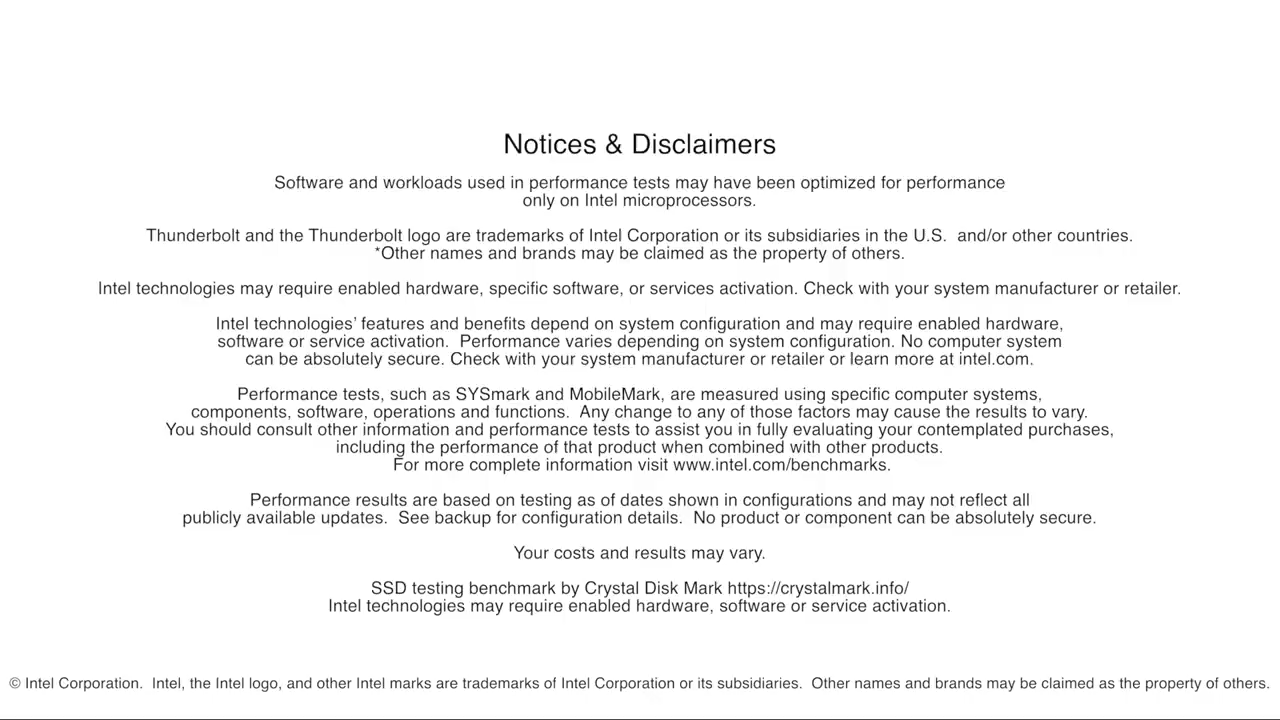 Notices & Disclaimers
Software and workloads used in performance tests may have been optimized for performance
only on Intel microprocessors.
Thunderbolt and the Thunderbolt logo are trademarks of Intel Corporation or its subsidiaries in the U.S.  and/or other countries.
*Other names and brands may be claimed as the property of others.
Intel technologies may require enabled hardware, specific software, or services activation. Check with your system manufacturer or retailer.
Intel technologies’ features and benefits depend on system configuration and may require enabled hardware,
software or service activation.  Performance varies depending on system configuration. No computer system
can be absolutely secure. Check with your system manufacturer or retailer or learn more at intel.com.
Performance tests, such as SYSmark and MobileMark, are measured using specific computer systems,
components, software, operations and functions.  Any change to any of those factors may cause the results to vary.
You should consult other information and performance tests to assist you in fully evaluating your contemplated purchases,
including the performance of that product when combined with other products.
For more complete information visit www.intel.com/benchmarks.
Performance results are based on testing as of dates shown in configurations and may not reflect all
publicly available updates.  See backup for configuration details.  No product or component can be absolutely secure.
Your costs and results may vary.
SSD testing benchmark by Crystal Disk Mark https://crystalmark.info/
Intel technologies may require enabled hardware, software or service activation.
© Intel Corporation.  Intel, the Intel logo, and other Intel marks are trademarks of Intel Corporation or its subsidiaries.  Other names and brands may be claimed as the property of others.